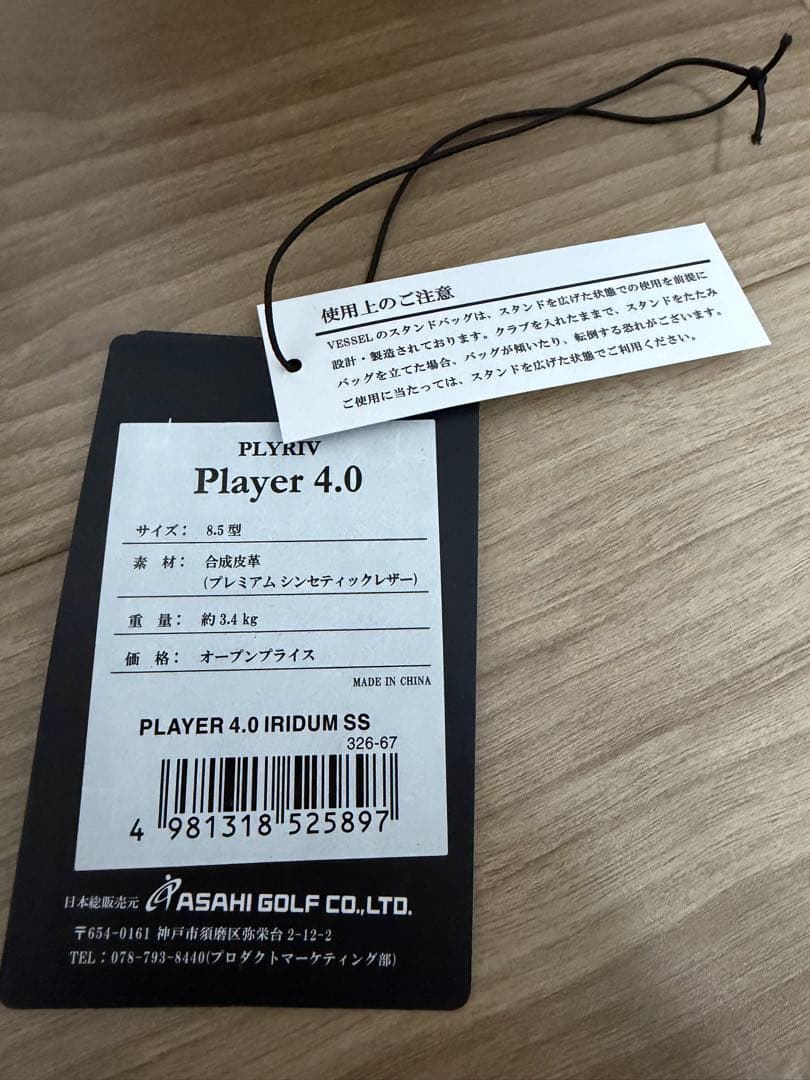 使用上のご注意
VESSELのスタンドバッグは、スタンドを広げた状態での使用を前提に
設計・製造されております。クラブを入れたままで、スタンドをたたみ
バッグを立てた場合、バッグが傾いたり、転倒する恐れがございます。
ご使用に当たっては、スタンドを広げた状態でご利用ください。
PLYRIV
Player 4.0
サイズ： 8.5型
素 材： 合成皮革
(プレミアム シンセティックレザー)
重 量： 約3.4 kg
価 格： オープンプライス
MADE IN CHINA
PLAYER 4.0 IRIDUM SS
326-67
4 981318 525897
日本総販売元 ASAHI GOLF CO.,LTD.
〒654-0161 神戸市須磨区弥栄台 2-12-2
TEL：078-793-8440(プロダクトマーケティング部)